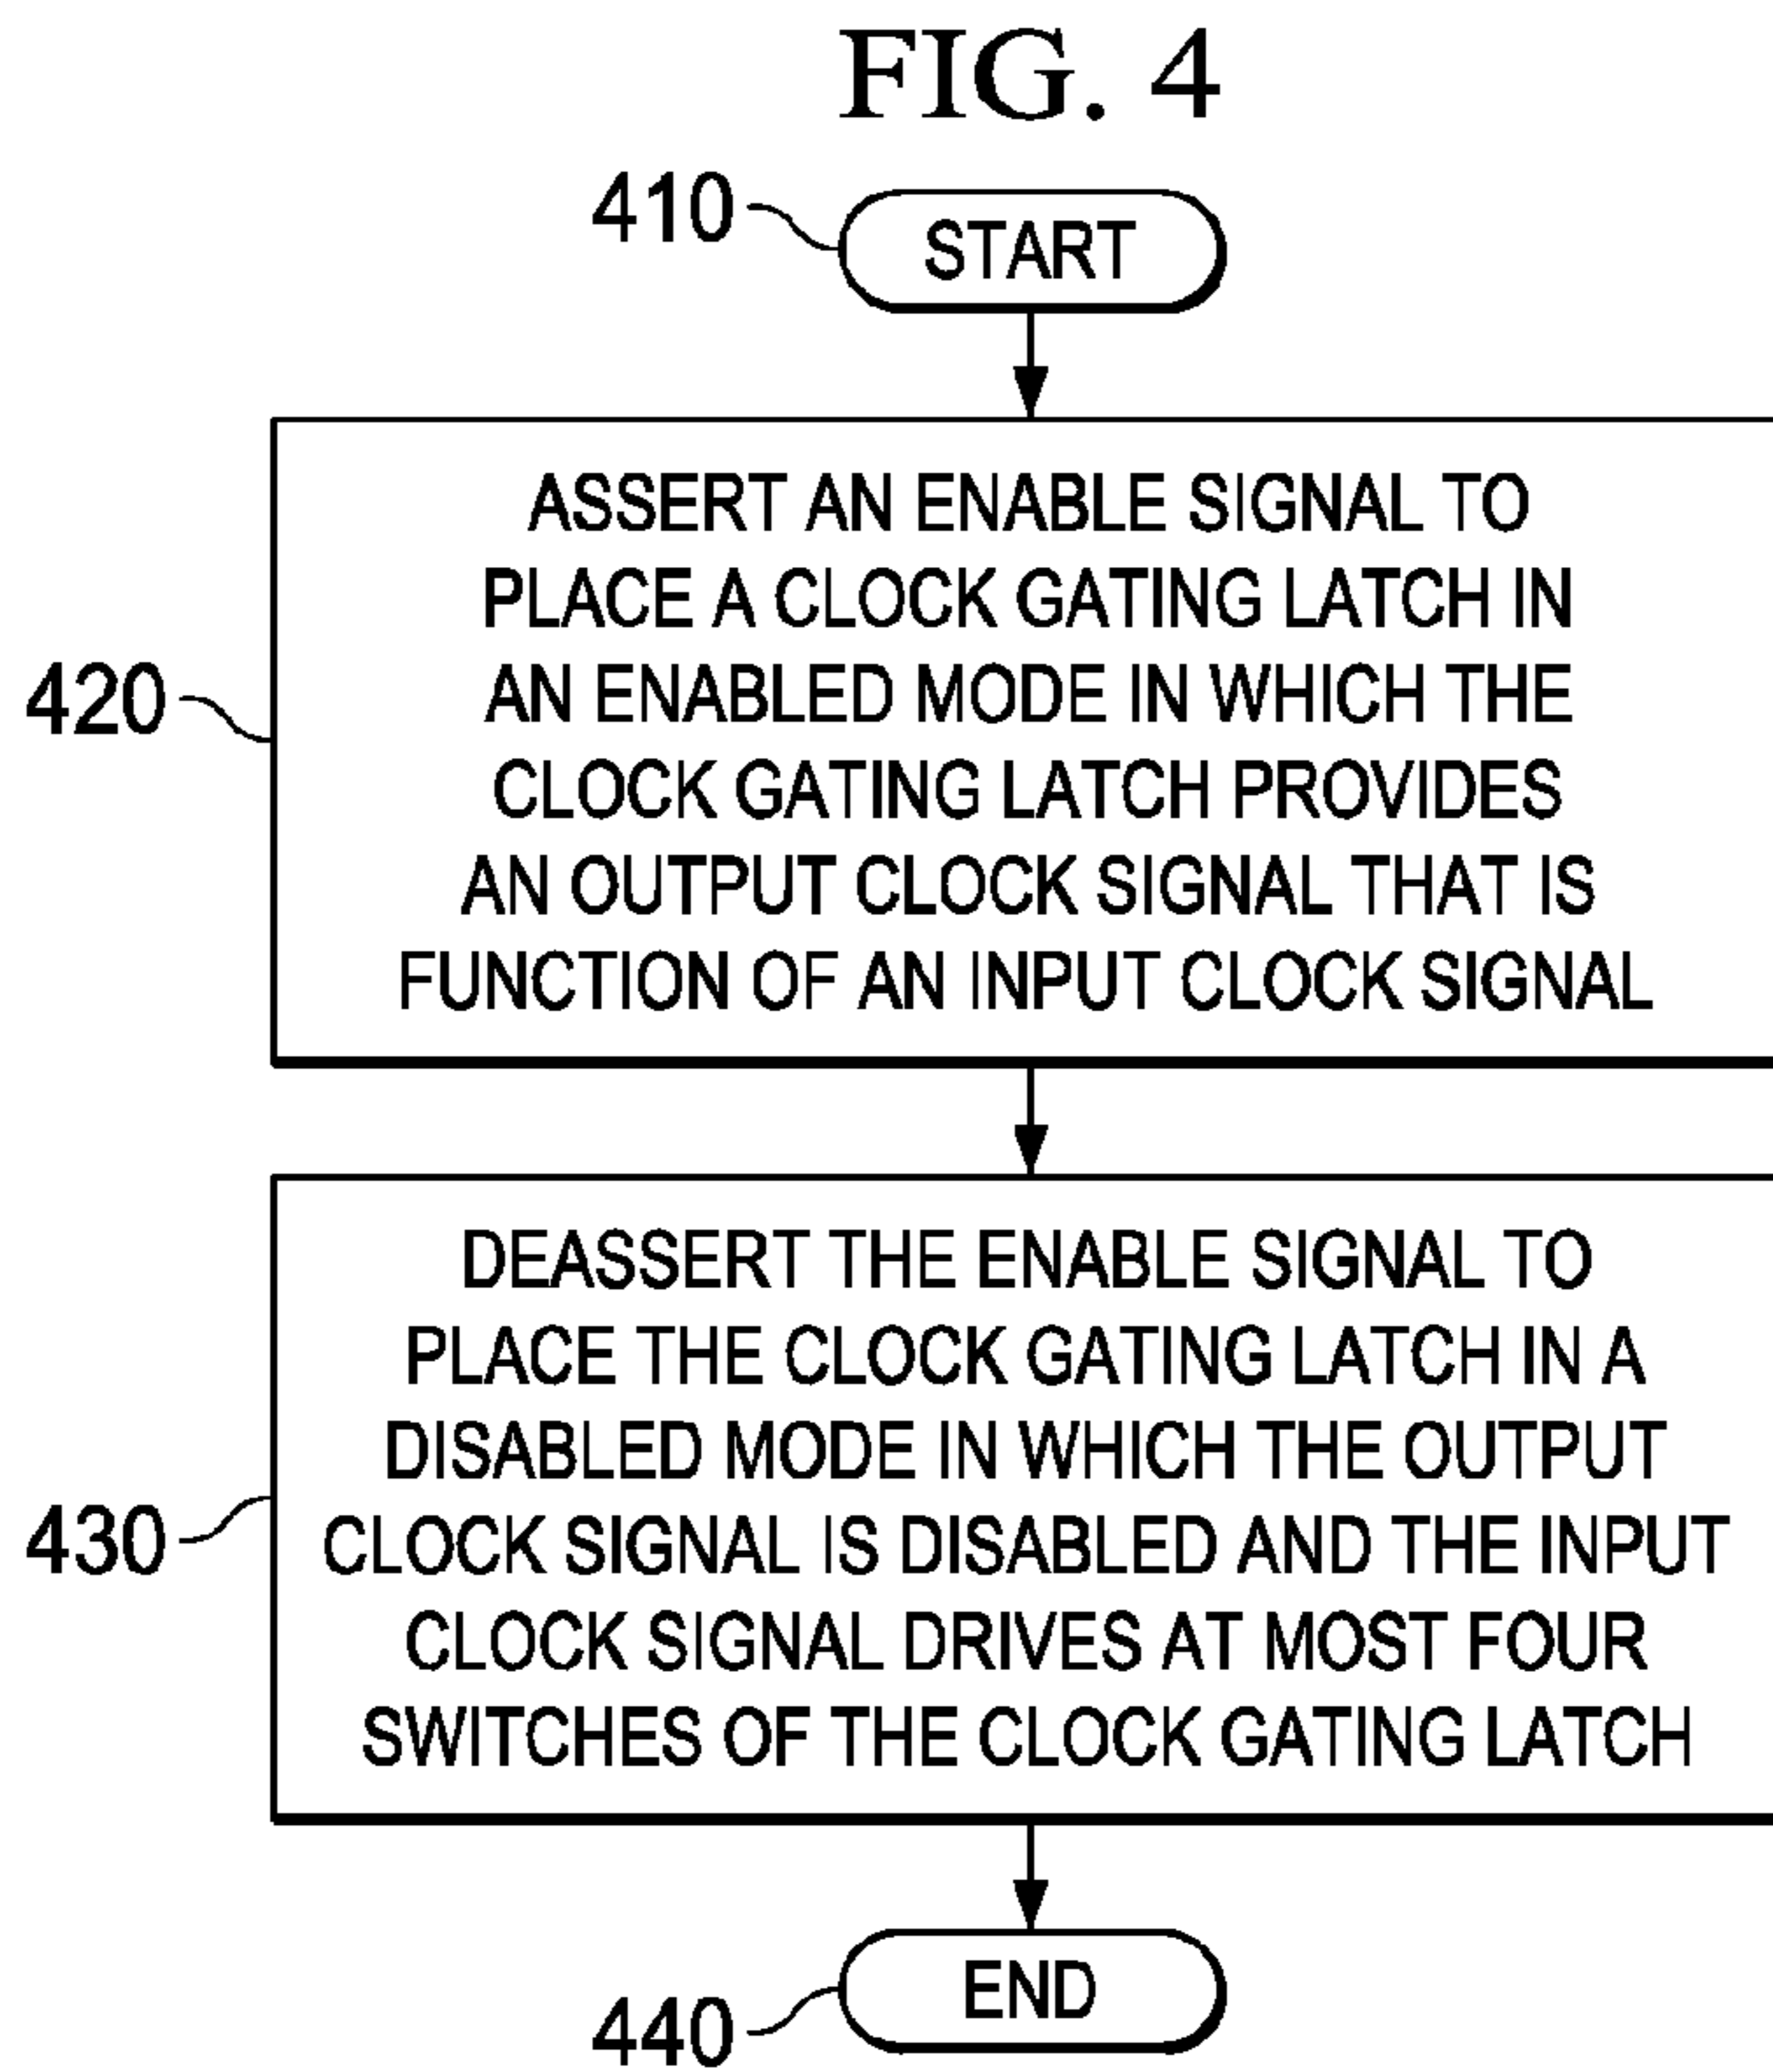 FIG. 4
410
START
420
ASSERT AN ENABLE SIGNAL TO
PLACE A CLOCK GATING LATCH IN
AN ENABLED MODE IN WHICH THE
CLOCK GATING LATCH PROVIDES
AN OUTPUT CLOCK SIGNAL THAT IS
FUNCTION OF AN INPUT CLOCK SIGNAL
430
DEASSERT THE ENABLE SIGNAL TO
PLACE THE CLOCK GATING LATCH IN A
DISABLED MODE IN WHICH THE OUTPUT
CLOCK SIGNAL IS DISABLED AND THE INPUT
CLOCK SIGNAL DRIVES AT MOST FOUR
SWITCHES OF THE CLOCK GATING LATCH
440
END